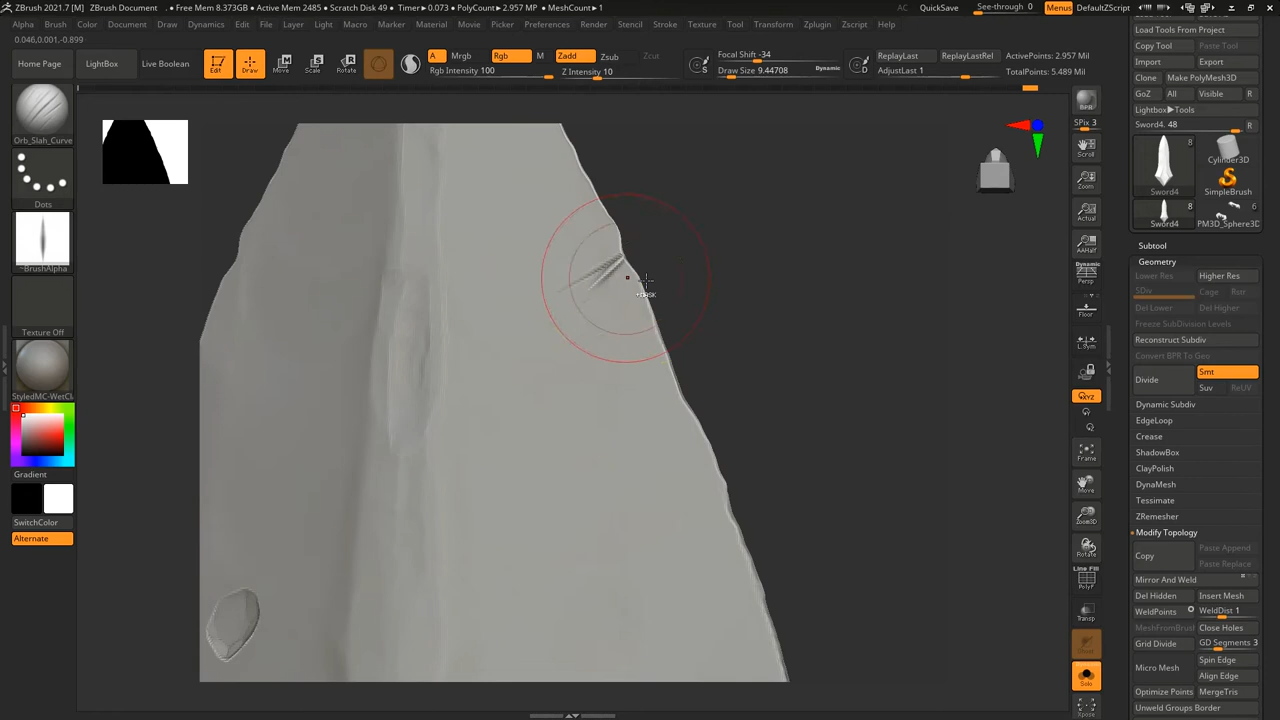 ZBrush 2021.7 [M] ZBrush Document . • Free Mem 8.373GB • Active Mem 2485 • Scratch Disk 49 • Timer▸0.073 • PolyCount▸2.957 MP • MeshCount▸1 AC QuickSave See-through 0 Menus DefaultZScript
Alpha Brush Color Document Draw Dynamics Edit File Layer Light Macro Marker Material Movie Picker Preferences Render Stencil Stroke Texture Tool Transform Zplugin Zscript Help
0.046,0.001,-0.899
Home Page LightBox Live Boolean Edit Draw Move Scale Rotate
A Mrgb Rgb M Zadd Zsub Zcut
Rgb Intensity 100 Z Intensity 10
Focal Shift -34
Draw Size 9.44708 Dynamic
S D
ReplayLast ReplayLastRel ActivePoints: 2.957 Mil
AdjustLast 1 TotalPoints: 5.489 Mil
Orb_Slah_Curve
Dots
~BrushAlpha
Texture Off
StyledMC-WetCl
Gradient
SwitchColor
Alternate
BPR
SPix 3
Scroll
Zoom
Actual
AAHalf
Dynamic
Persp
Floor
L.Sym
XYZ
Frame
Move
Zoom3D
Rotate
Line Fill
PolyF
Transp
Dynamic
Solo
Xpose
Load Tools From Project
Copy Tool Paste Tool
Import Export
Clone Make PolyMesh3D
GoZ All Visible R
Lightbox▸Tools
Sword4. 48 R
8
Sword4 Cylinder3D
SimpleBrush
8 6
Sword4 PM3D_Sphere3D
Subtool
Geometry
Lower Res Higher Res
SDiv Cage Rstr
Del Lower Del Higher
Freeze SubDivision Levels
Reconstruct Subdiv
Convert BPR To Geo
Divide Smt
Suv ReUV
Dynamic Subdiv
EdgeLoop
Crease
ShadowBox
ClayPolish
DynaMesh
Tessimate
ZRemesher
Modify Topology
Copy Paste Append
Paste Replace
Mirror And Weld
Del Hidden Insert Mesh
WeldPoints WeldDist 1
MeshFromBrush Close Holes
Grid Divide GD Segments 3
Micro Mesh Spin Edge
Align Edge
Optimize Points MergeTris
Unweld Groups Border